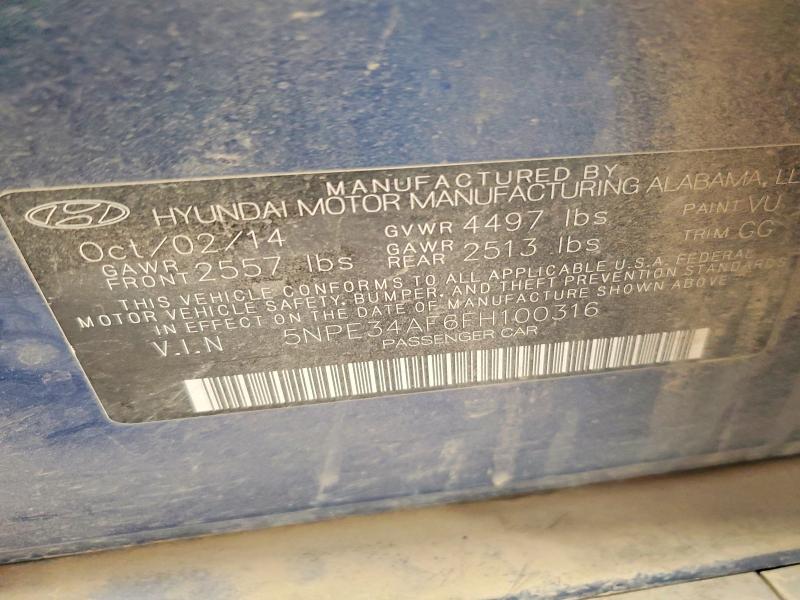 MANUFACTURED BY
HYUNDAI MOTOR MANUFACTURING ALABAMA, LL
Oct/02/14 GVWR 4497 lbs PAINT VU
GAWR FRONT 2557 lbs GAWR REAR 2513 lbs TRIM GG
THIS VEHICLE CONFORMS TO ALL APPLICABLE U.S.A. FEDERAL
MOTOR VEHICLE SAFETY, BUMPER, AND THEFT PREVENTION STANDARDS
IN EFFECT ON THE DATE OF MANUFACTURE SHOWN ABOVE
V.I.N 5NPE34AF6FH100316
PASSENGER CAR